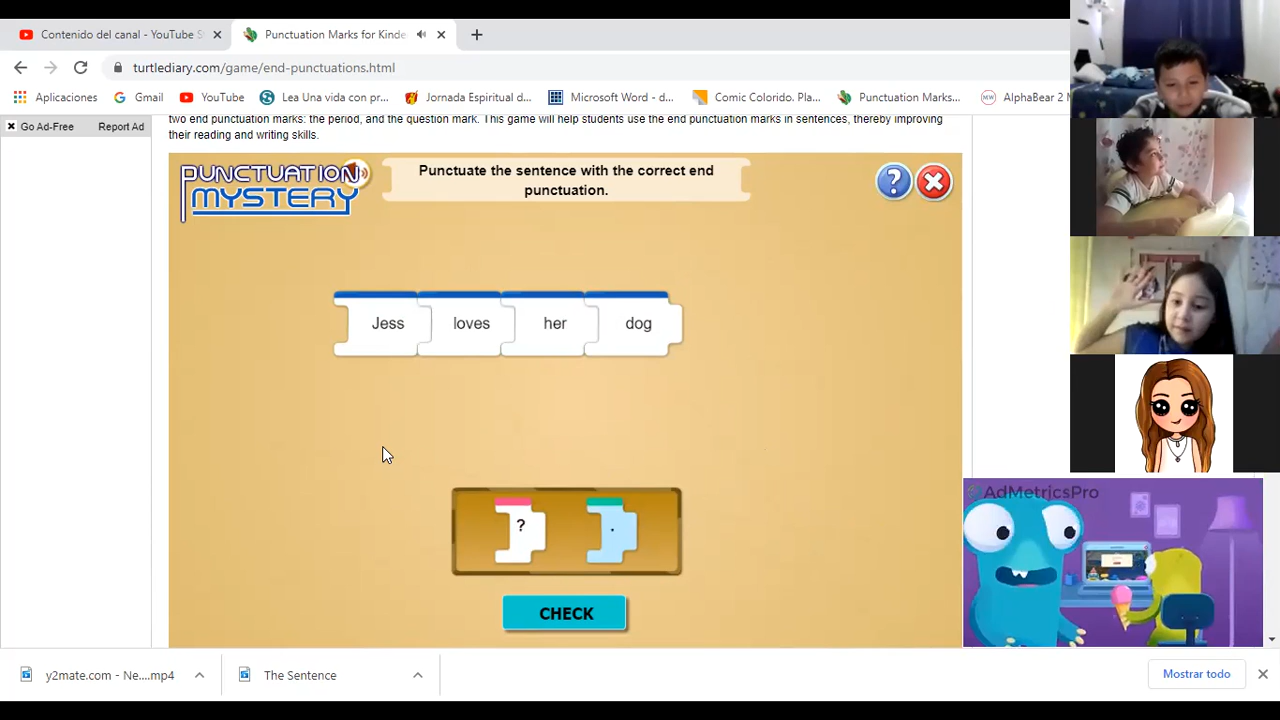 Contenido del canal - YouTube S
Punctuation Marks for Kinde
turtlediary.com/game/end-punctuations.html
Aplicaciones
Gmail
YouTube
Lea Una vida con pr...
Jornada Espiritual d...
Microsoft Word - d...
Comic Colorido. Pla...
Punctuation Marks...
MW
AlphaBear 2 M
Go Ad-Free
Report Ad
two end punctuation marks: the period, and the question mark. This game will help students use the end punctuation marks in sentences, thereby improving
their reading and writing skills.
PUNCTUATION
MYSTERY
Punctuate the sentence with the correct end
punctuation.
?
Jess loves her dog
? .
CHECK
AdMetricsPro
y2mate.com - Ne....mp4
The Sentence
Mostrar todo